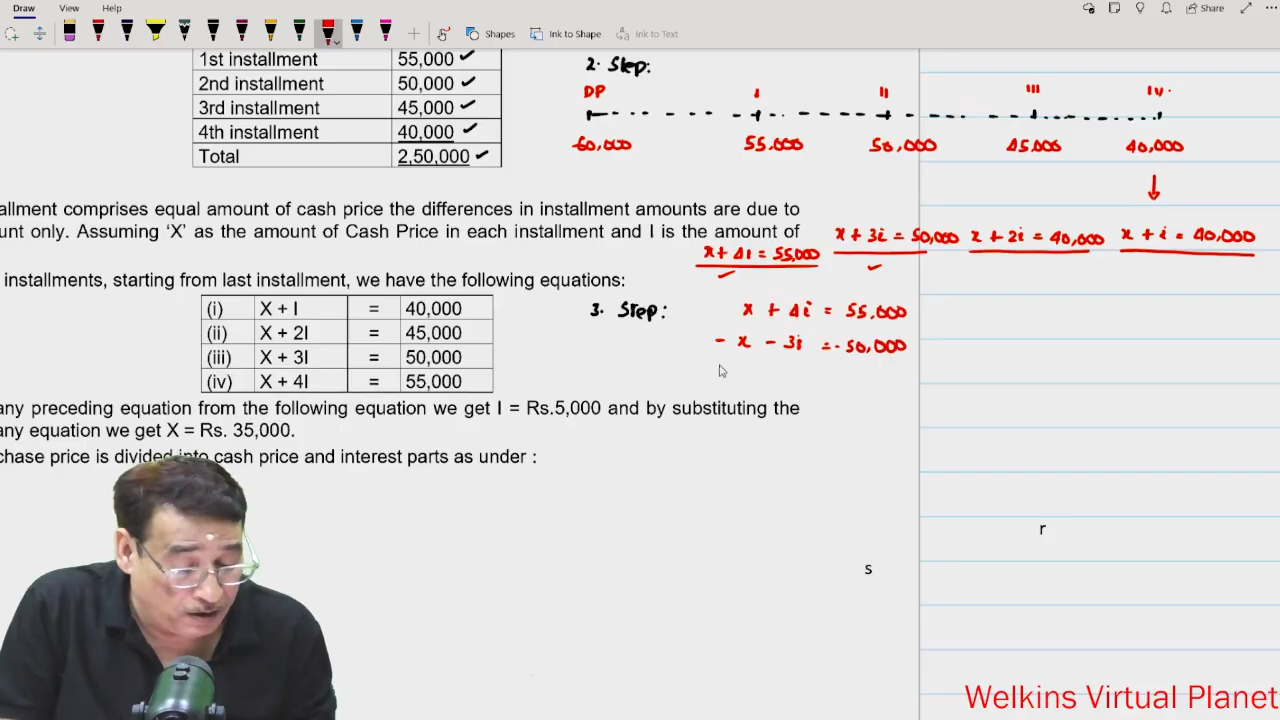 Draw View Help
Share
Shapes Ink to Shape Ink to Text
1st installment 55,000
2nd installment 50,000
3rd installment 45,000
4th installment 40,000
Total 2,50,000
2. Step:
DP I II III IV.
60,000 55.000 50,000 45.000 40,000
allment comprises equal amount of cash price the differences in installment amounts are due to
unt only. Assuming 'X' as the amount of Cash Price in each installment and I is the amount of
x + 4i = 55,000 x + 3i = 50,000 x + 2i = 40,000 x + i = 40,000
installments, starting from last installment, we have the following equations:
(i) X + I = 40,000
(ii) X + 2I = 45,000
(iii) X + 3I = 50,000
(iv) X + 4I = 55,000
3. Step: x + 4i = 55.000
- x - 3i = - 50,000
any preceding equation from the following equation we get I = Rs.5,000 and by substituting the
any equation we get X = Rs. 35,000.
chase price is divided into cash price and interest parts as under :
r
s
Welkins Virtual Planet